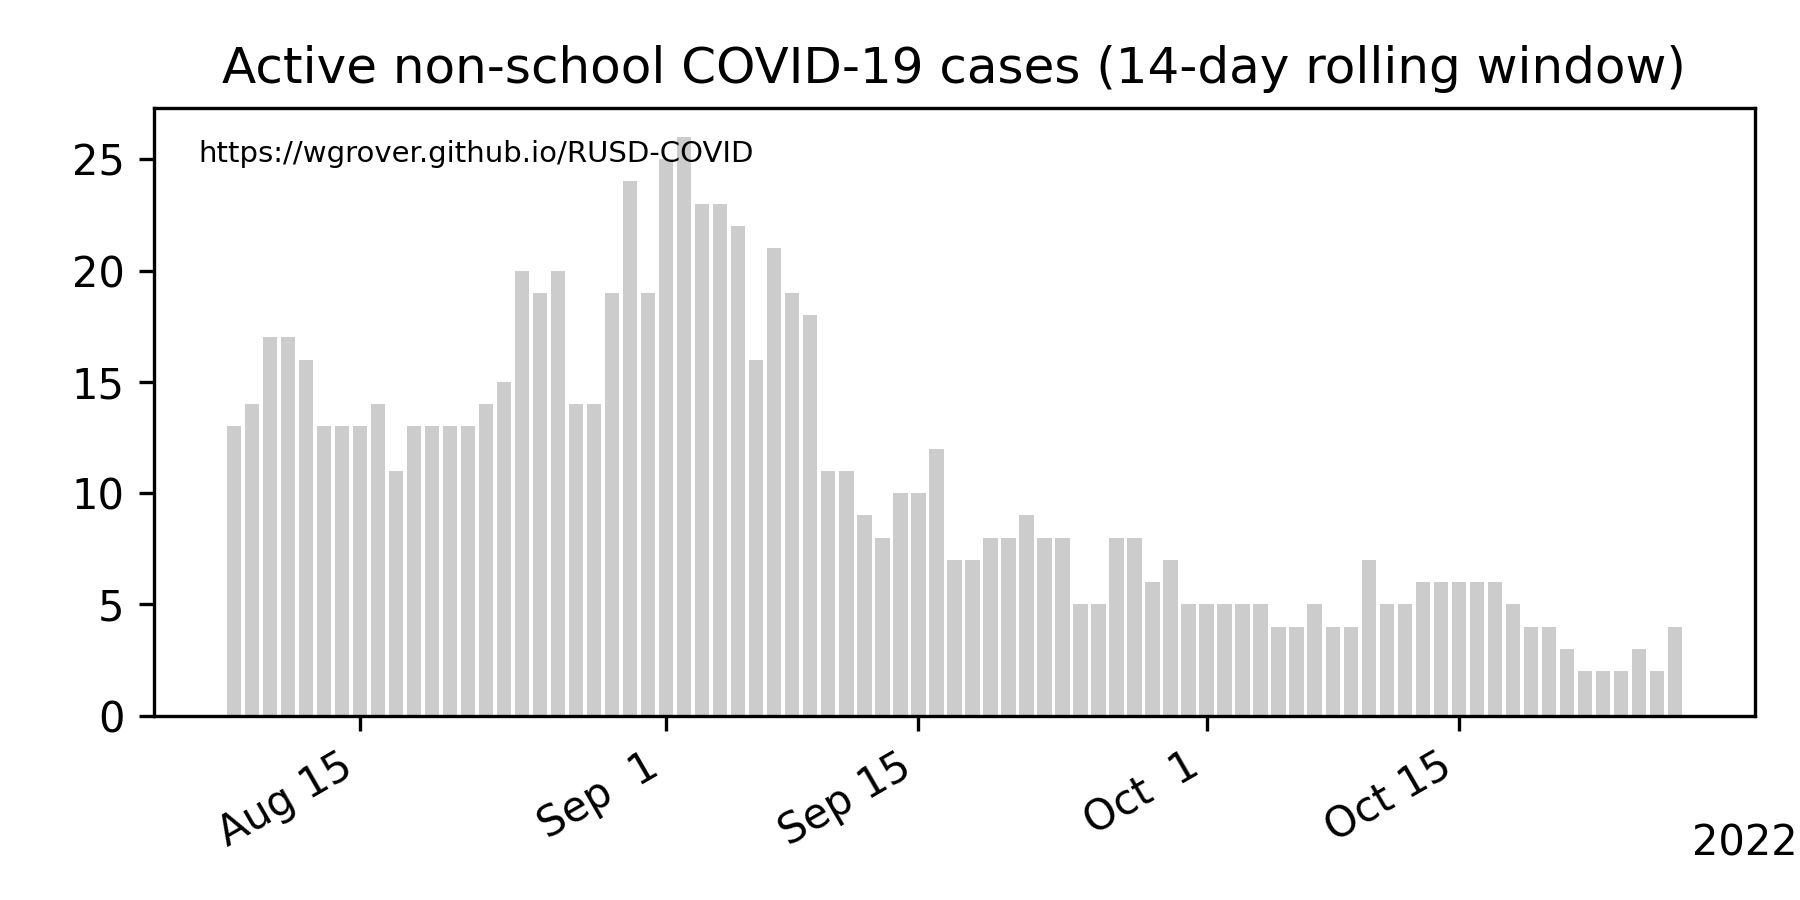 Active non-school COVID-19 cases (14-day rolling window)
https://wgrover.github.io/RUSD-COVID
25
20
15
10
5
0
Aug 15
Sep 1
Sep 15
Oct 1
Oct 15
2022